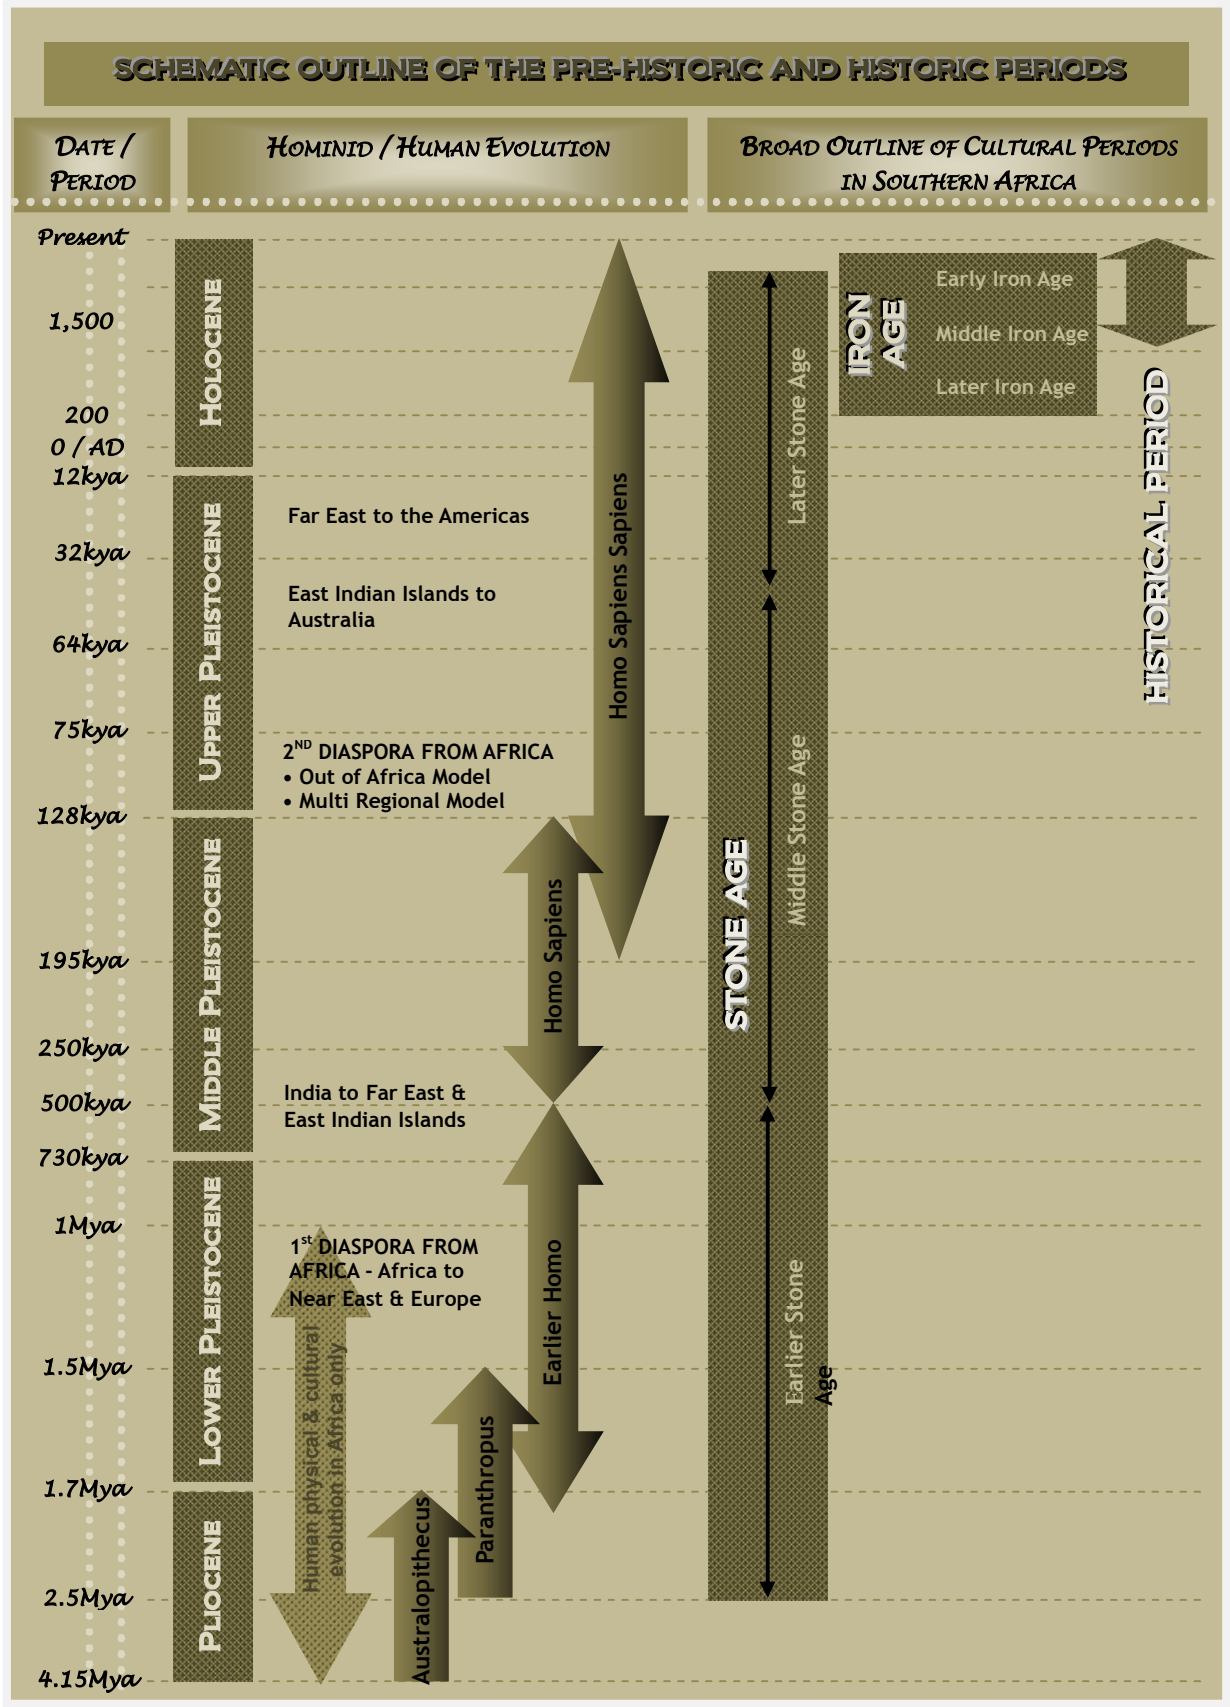 SCHEMATIC OUTLINE OF THE PRE-HISTORIC AND HISTORIC PERIODS
DATE /
PERIOD
HOMINID / HUMAN EVOLUTION
BROAD OUTLINE OF CULTURAL PERIODS
IN SOUTHERN AFRICA
Present
1,500
200
0 / AD
12kya
32kya
64kya
75kya
128kya
195kya
250kya
500kya
730kya
1Mya
1.5Mya
1.7Mya
2.5Mya
4.15Mya
HOLOCENE
UPPER PLEISTOCENE
MIDDLE PLEISTOCENE
LOWER PLEISTOCENE
PLIOCENE
Far East to the Americas
East Indian Islands to
Australia
2ND DIASPORA FROM AFRICA
• Out of Africa Model
• Multi Regional Model
India to Far East &
East Indian Islands
1st DIASPORA FROM
AFRICA - Africa to
Near East & Europe
Human physical & cultural
evolution in Africa only
Australopithecus
Paranthropus
Earlier Homo
Homo Sapiens
Homo Sapiens Sapiens
STONE AGE
Later Stone Age
Middle Stone Age
Earlier Stone
Age
IRON
AGE
Early Iron Age
Middle Iron Age
Later Iron Age
HISTORICAL PERIOD